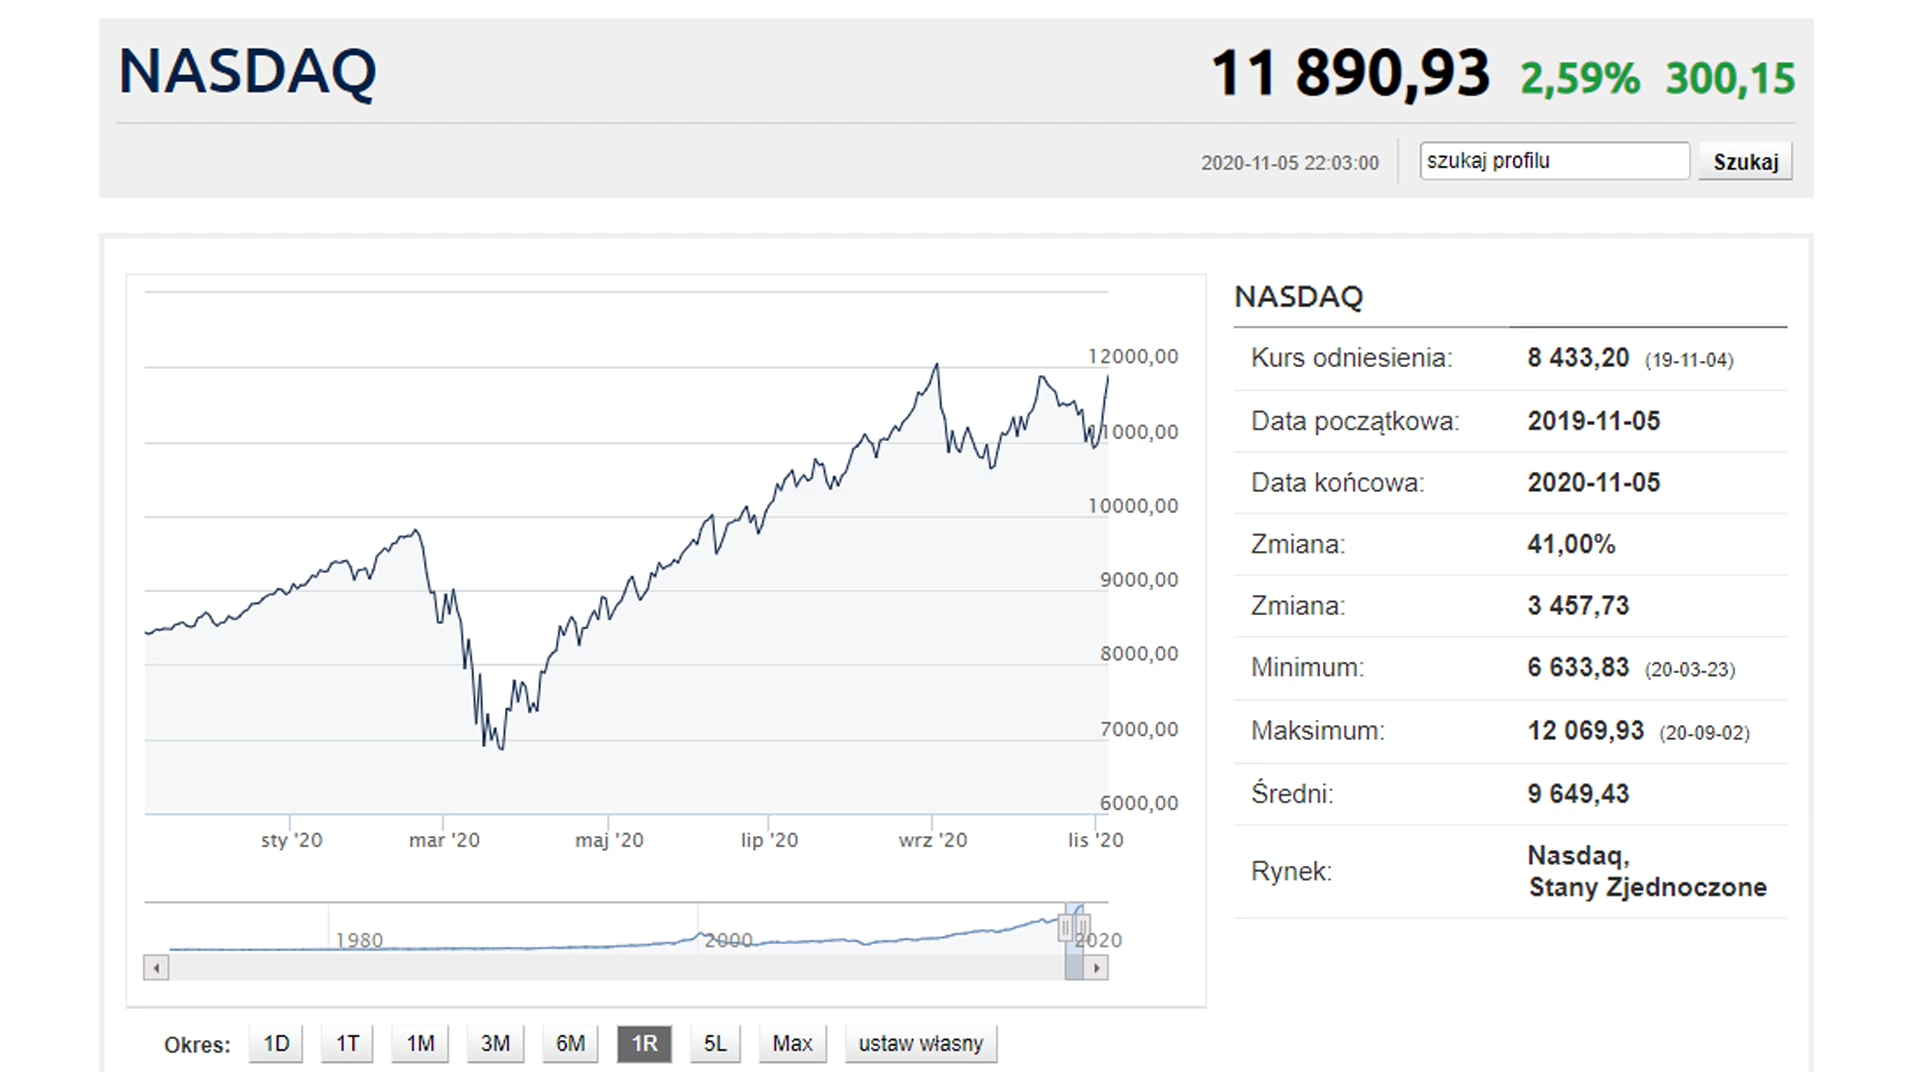 NASDAQ
11 890,93 2,59% 300,15
2020-11-05 22:03:00 szukaj profilu Szukaj
12000,00
11000,00
10000,00
9000,00
8000,00
7000,00
6000,00
sty '20 mar '20 maj '20 lip '20 wrz '20 lis '20
1980 2000 2020
NASDAQ
Kurs odniesienia: 8 433,20 (19-11-04)
Data początkowa: 2019-11-05
Data końcowa: 2020-11-05
Zmiana: 41,00%
Zmiana: 3 457,73
Minimum: 6 633,83 (20-03-23)
Maksimum: 12 069,93 (20-09-02)
Średni: 9 649,43
Rynek: Nasdaq,
Stany Zjednoczone
Okres: 1D 1T 1M 3M 6M 1R 5L Max ustaw własny